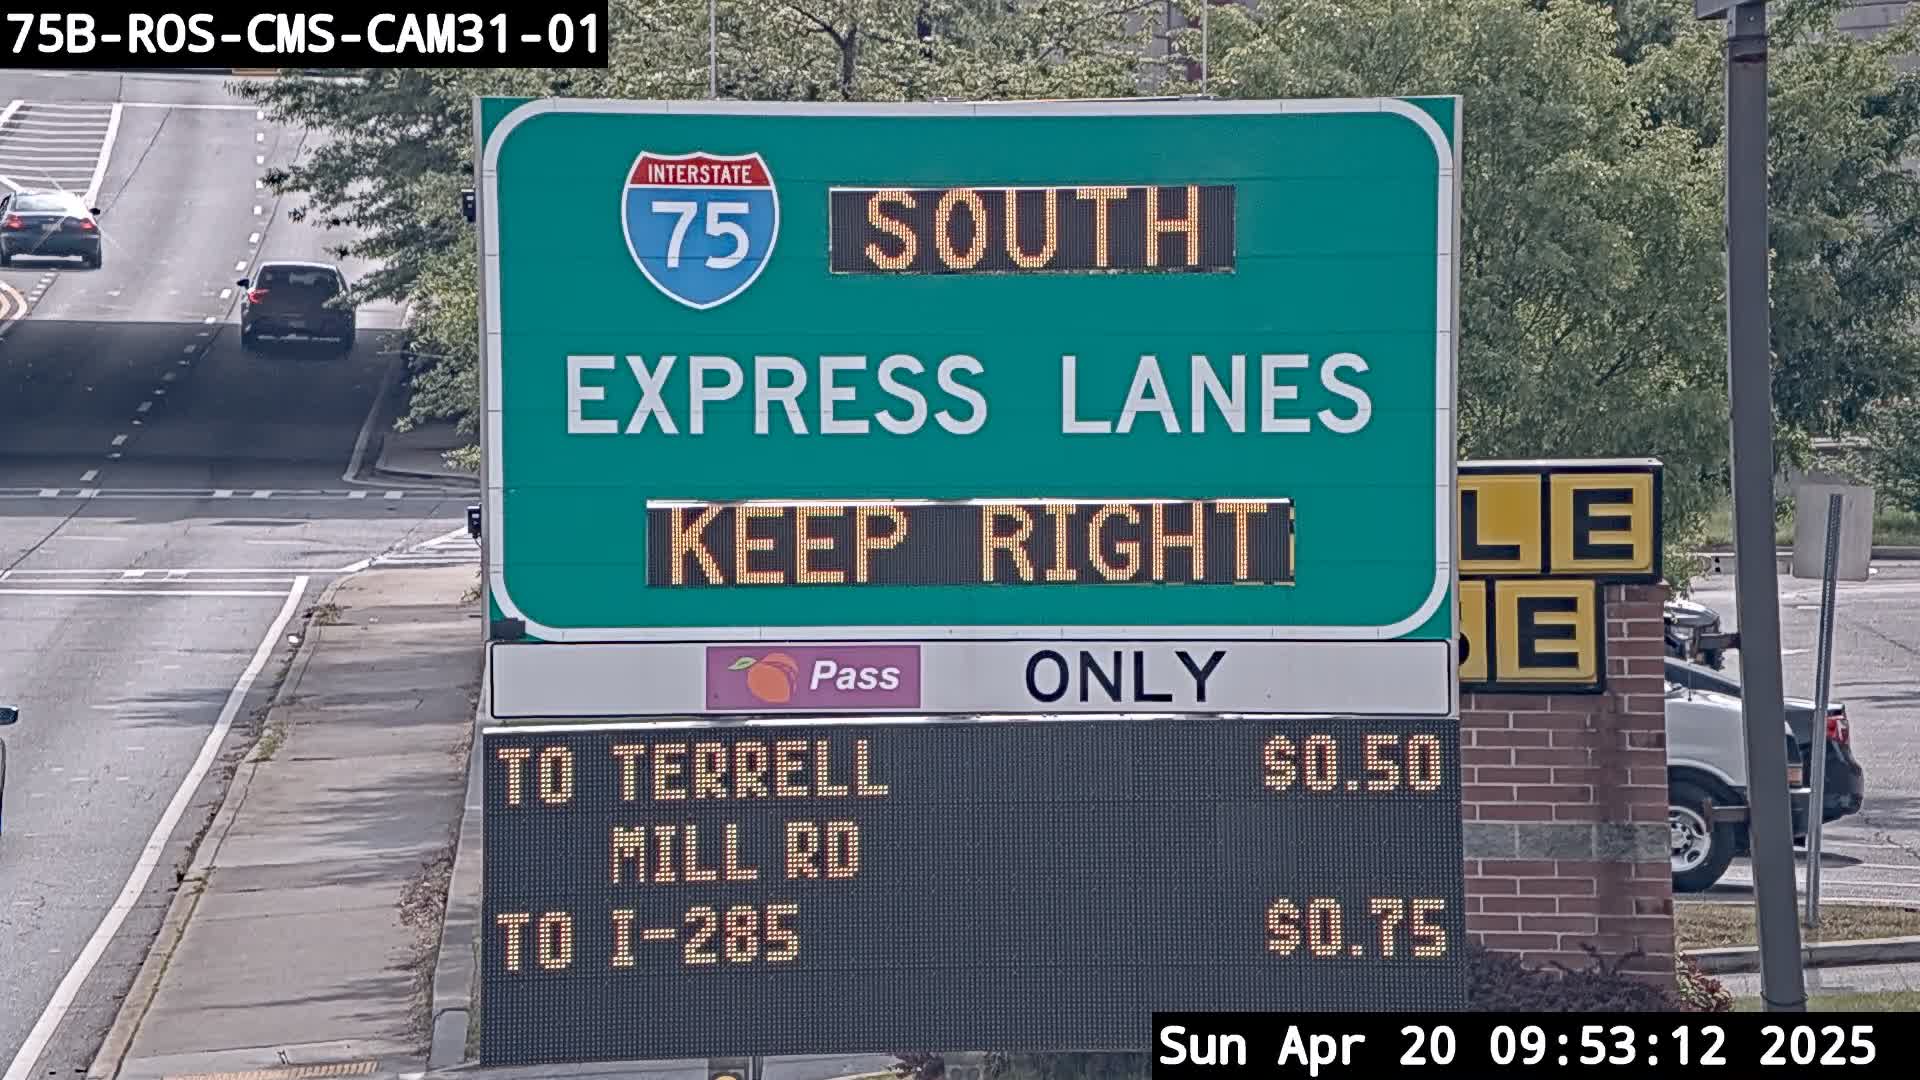 75B-ROS-CMS-CAM31-01
INTERSTATE
75
SOUTH
EXPRESS LANES
KEEP RIGHT
Pass ONLY
TO TERRELL $0.50
MILL RD
TO I-285 $0.75
LE
E
Sun Apr 20 09:53:12 2025